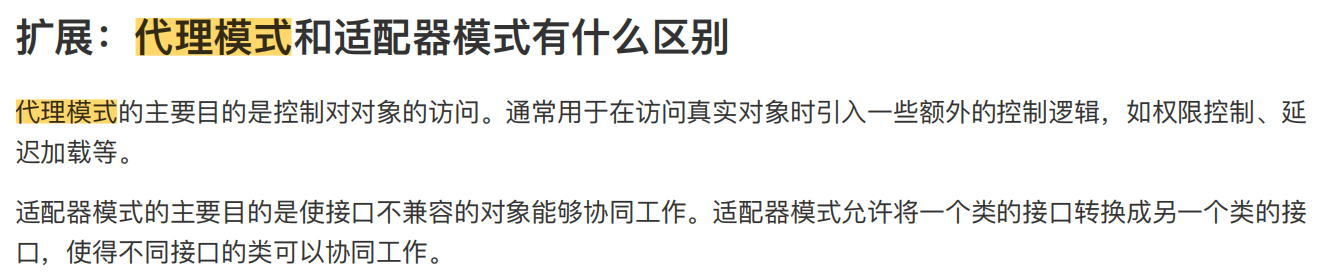 扩展：代理模式和适配器模式有什么区别
代理模式的主要目的是控制对对象的访问。通常用于在访问真实对象时引入一些额外的控制逻辑，如权限控制、延
迟加载等。
适配器模式的主要目的是使接口不兼容的对象能够协同工作。适配器模式允许将一个类的接口转换成另一个类的接
口，使得不同接口的类可以协同工作。